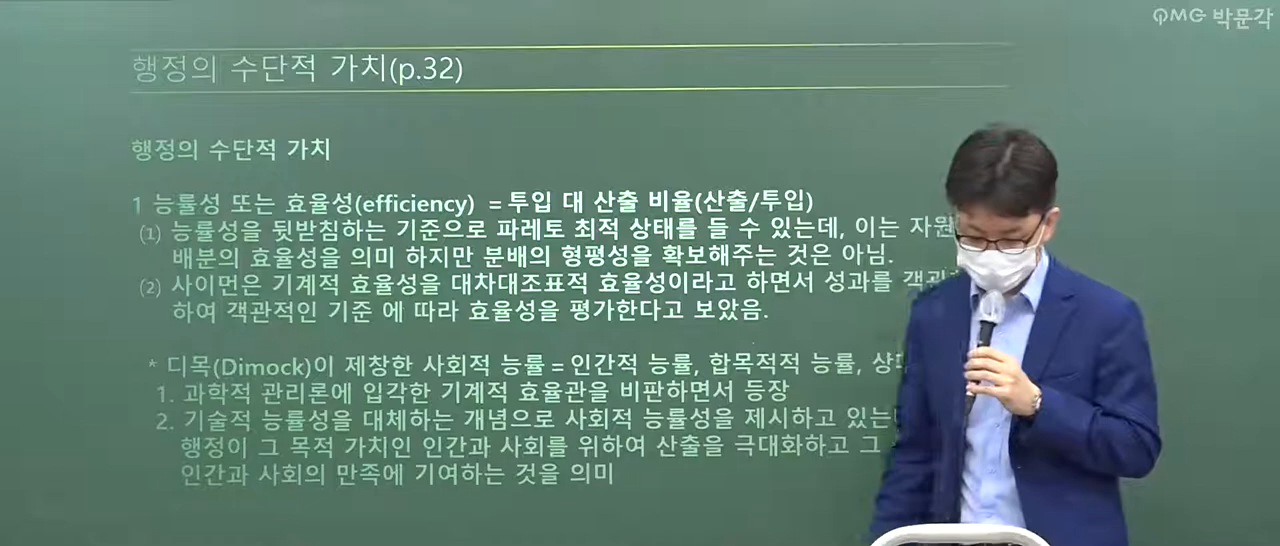 PMG 박문각
행정의 수단적 가치(p.32)
행정의 수단적 가치
1 능률성 또는 효율성(efficiency) = 투입 대 산출 비율(산출/투입)
(1) 능률성을 뒷받침하는 기준으로 파레토 최적 상태를 들 수 있는데, 이는 자원
배분의 효율성을 의미 하지만 분배의 형평성을 확보해주는 것은 아님.
(2) 사이먼은 기계적 효율성을 대차대조표적 효율성이라고 하면서 성과를
하여 객관적인 기준 에 따라 효율성을 평가한다고 보았음.
* 디목(Dimock)이 제창한 사회적 능률 = 인간적 능률, 합목적적 능률,
1. 과학적 관리론에 입각한 기계적 효율관을 비판하면서 등장
2. 기술적 능률성을 대체하는 개념으로 사회적 능률성을 제시하고
행정이 그 목적 가치인 인간과 사회를 위하여 산출을 극대화하고 그
인간과 사회의 만족에 기여하는 것을 의미